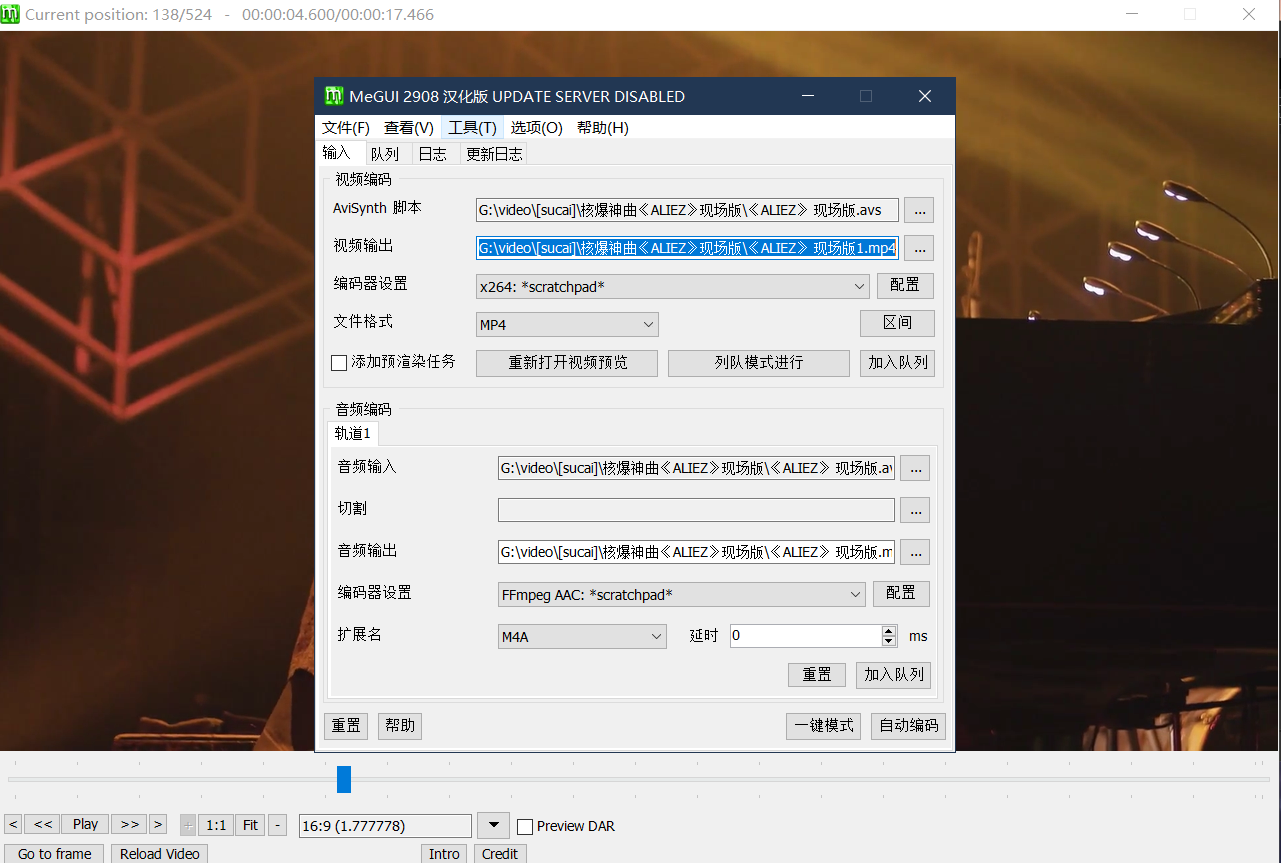 Current position: 138/524 - 00:00:04.600/00:00:17.466
MeGUI 2908 汉化版 UPDATE SERVER DISABLED
文件(F) 查看(V) 工具(T) 选项(O) 帮助(H)
输入 队列 日志 更新日志
视频编码
AviSynth 脚本 G:\video\[sucai]\核爆神曲《ALIEZ》现场版\《ALIEZ》 现场版.avs ...
视频输出 G:\video\[sucai]\核爆神曲《ALIEZ》现场版\《ALIEZ》 现场版1.mp4 ...
编码器设置 x264: *scratchpad* 配置
文件格式 MP4 区间
添加预渲染任务 重新打开视频预览 列队模式进行 加入队列
音频编码
轨道1
音频输入 G:\video\[sucai]\核爆神曲《ALIEZ》现场版\《ALIEZ》 现场版.av ...
切割 ...
音频输出 G:\video\[sucai]\核爆神曲《ALIEZ》现场版\《ALIEZ》 现场版.m ...
编码器设置 FFmpeg AAC: *scratchpad* 配置
扩展名 M4A 延时 0 ms
重置 加入队列
重置 帮助 一键模式 自动编码
< << Play >> > + 1:1 Fit - 16:9 (1.777778) Preview DAR
Go to frame Reload Video Intro Credit